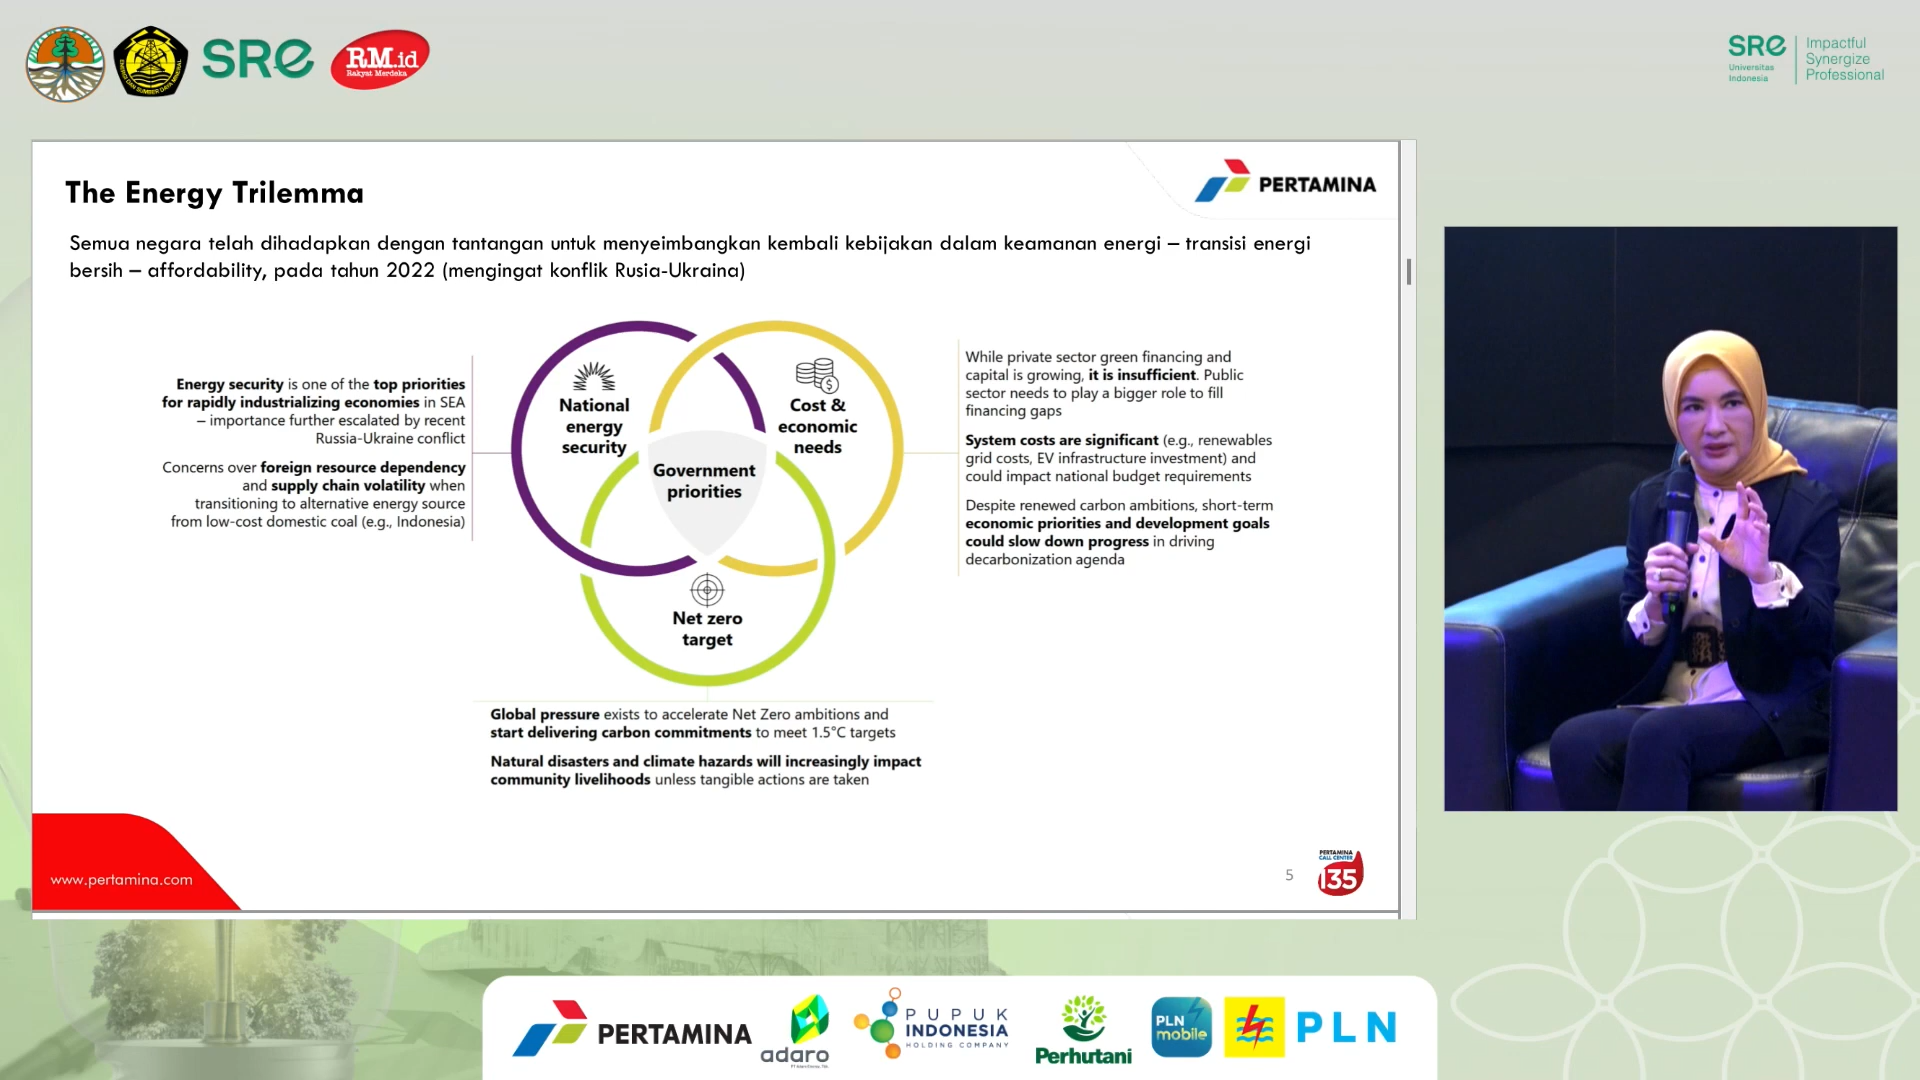 SRe
RM.id
Rakyat Merdeka
ENERGI DAN SUMBER DAYA MINERAL
SRe
Universitas
Indonesia
Impactful
Synergize
Professional
The Energy Trilemma
PERTAMINA
Semua negara telah dihadapkan dengan tantangan untuk menyeimbangkan kembali kebijakan dalam keamanan energi – transisi energi
bersih – affordability, pada tahun 2022 (mengingat konflik Rusia-Ukraina)
Energy security is one of the top priorities
for rapidly industrializing economies in SEA
– importance further escalated by recent
Russia-Ukraine conflict
Concerns over foreign resource dependency
and supply chain volatility when
transitioning to alternative energy source
from low-cost domestic coal (e.g., Indonesia)
National
energy
security
Cost &
economic
needs
Government
priorities
Net zero
target
While private sector green financing and
capital is growing, it is insufficient. Public
sector needs to play a bigger role to fill
financing gaps
System costs are significant (e.g., renewables
grid costs, EV infrastructure investment) and
could impact national budget requirements
Despite renewed carbon ambitions, short-term
economic priorities and development goals
could slow down progress in driving
decarbonization agenda
Global pressure exists to accelerate Net Zero ambitions and
start delivering carbon commitments to meet 1.5°C targets
Natural disasters and climate hazards will increasingly impact
community livelihoods unless tangible actions are taken
www.pertamina.com
5
PERTAMINA
CALL CENTER
135
PERTAMINA
adaro
PUPUK
INDONESIA
HOLDING COMPANY
Perhutani
PLN
mobile
PLN